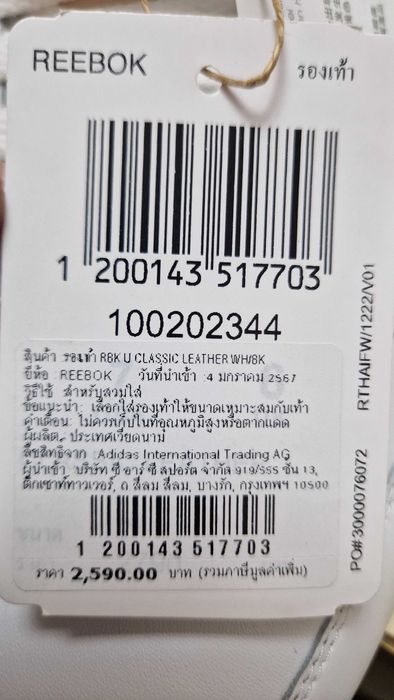 REEBOK
รองเท้า
1 200143 517703
100202344
สินค้า รองเท้า RBK U CLASSIC LEATHER WH/BK
ยี่ห้อ REEBOK วันที่นำเข้า :4 มกราคม 2567
วิธีใช้ สำหรับสวมใส่
ข้อแนะนำ: เลือกใส่รองเท้าให้ขนาดเหมาะสมกับเท้า
คำเตือน: ไม่ควรเก็บในที่อุณหภูมิสูงหรือตากแดด
ผู้ผลิต- ประเทศเวียดนาม
ลิขสิทธิ์จาก :Adidas International Trading AG
ผู้นำเข้า บริษัท ซี อาร์ ซี สปอร์ต จำกัด 919/555 ชั้น 13,
ตึกเซาท์ทาวเวอร์, ถ สีลม สีลม, บางรัก, กรุงเทพฯ 10500
1 200143 517703
ราคา 2,590.00 บาท (รวมภาษีมูลค่าเพิ่ม)
RTHAIFW/1222/V01
PO#3000076072